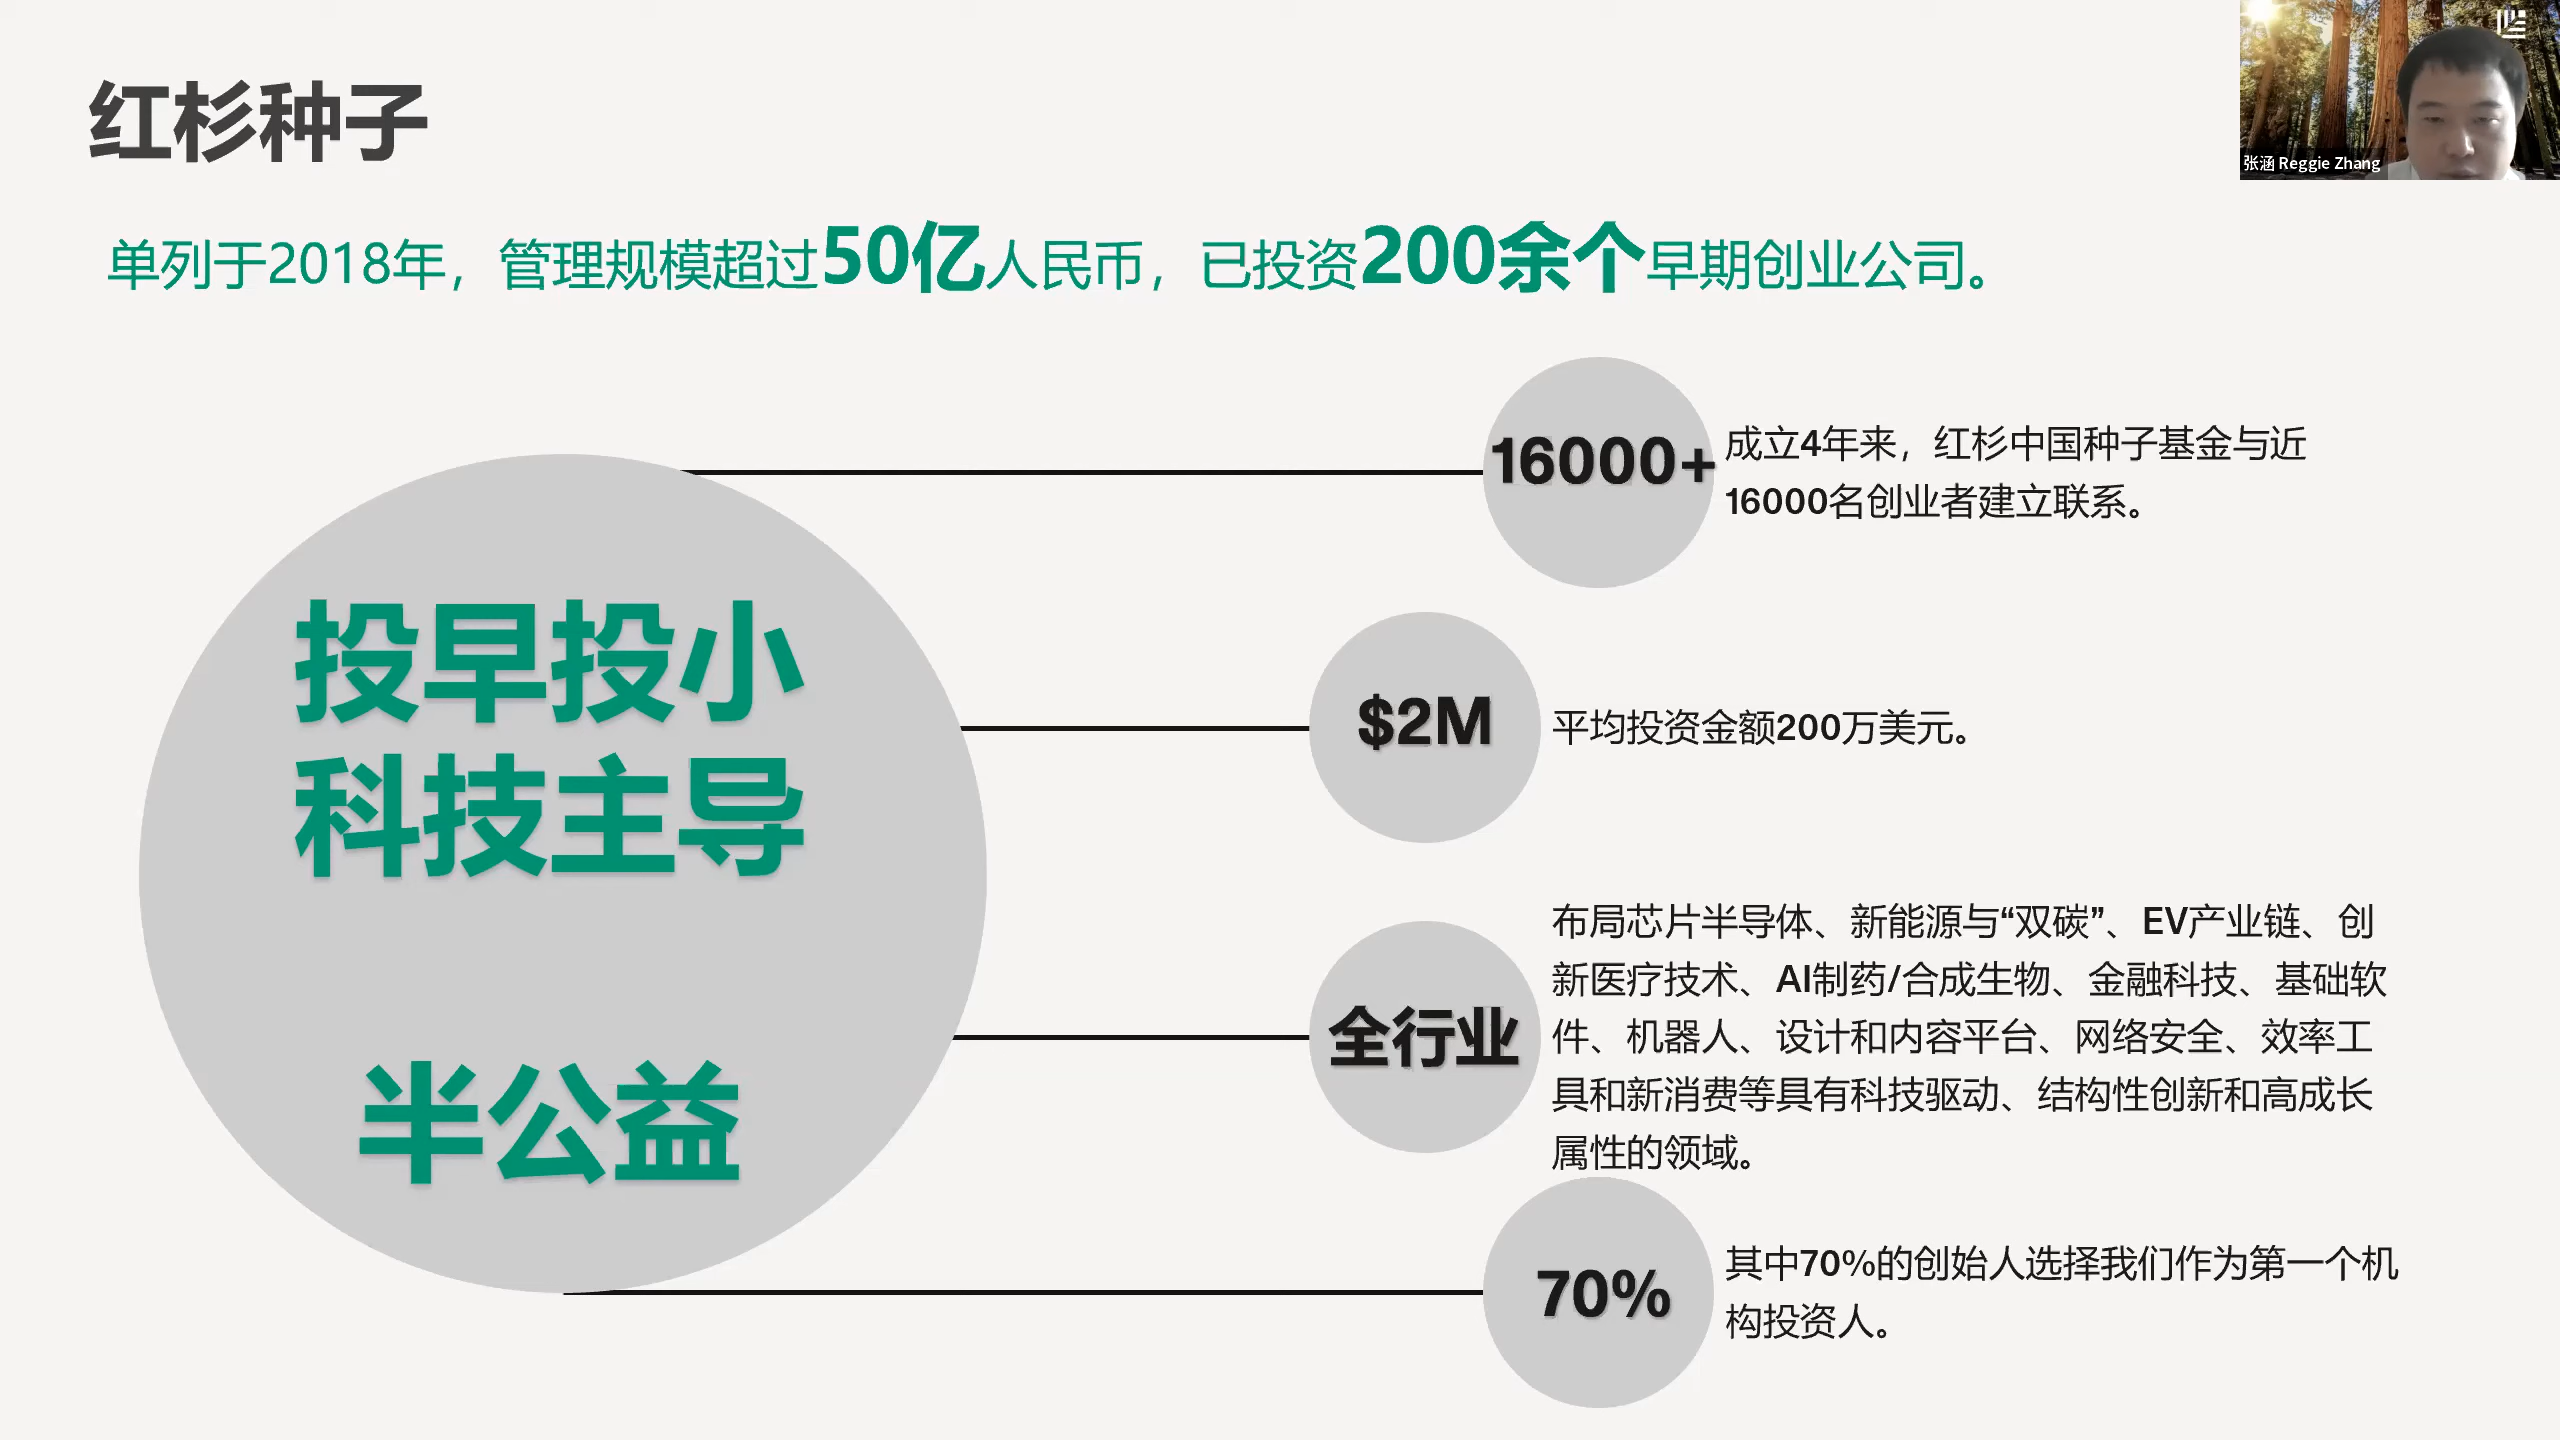 红杉种子
张涵 Reggie Zhang
单列于2018年，管理规模超过50亿人民币，已投资200余个早期创业公司。
投早投小
科技主导
半公益
16000+
成立4年来，红杉中国种子基金与近
16000名创业者建立联系。
$2M
平均投资金额200万美元。
全行业
布局芯片半导体、新能源与“双碳”、EV产业链、创
新医疗技术、AI制药/合成生物、金融科技、基础软
件、机器人、设计和内容平台、网络安全、效率工
具和新消费等具有科技驱动、结构性创新和高成长
属性的领域。
70%
其中70%的创始人选择我们作为第一个机
构投资人。